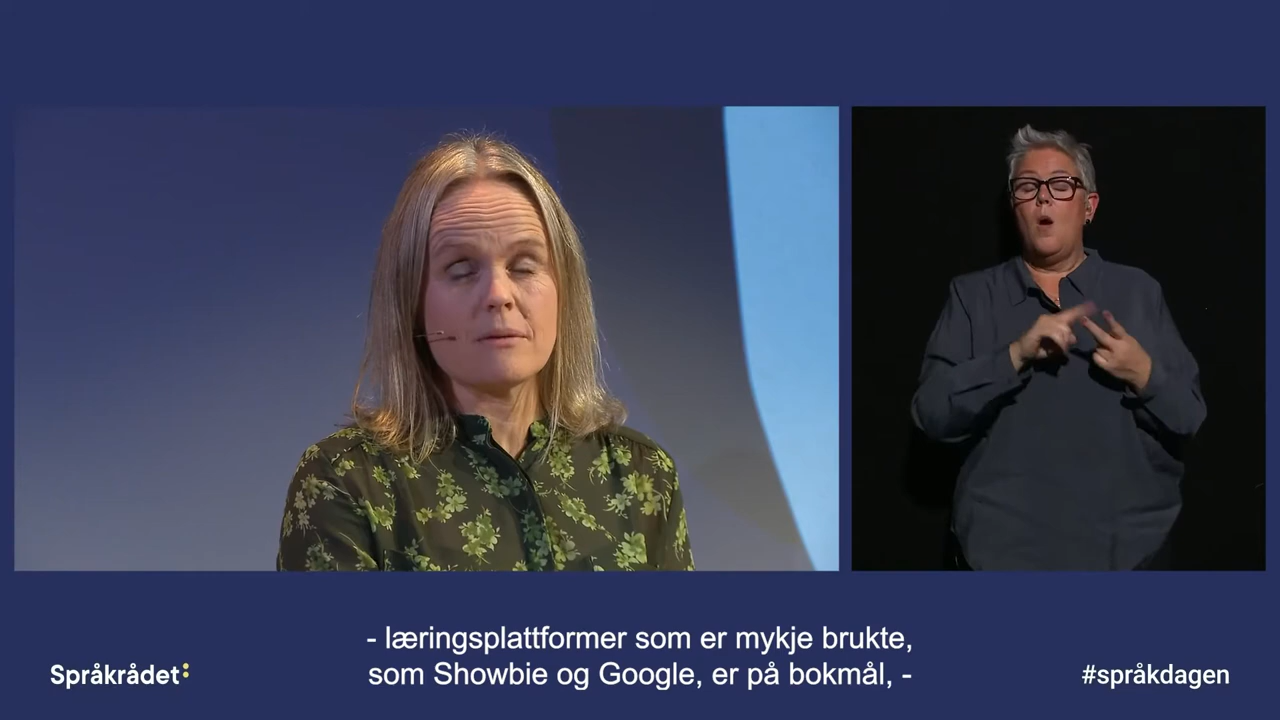 - læringsplattformer som er mykje brukte,
som Showbie og Google, er på bokmål, -
Språkrådet:
#språkdagen